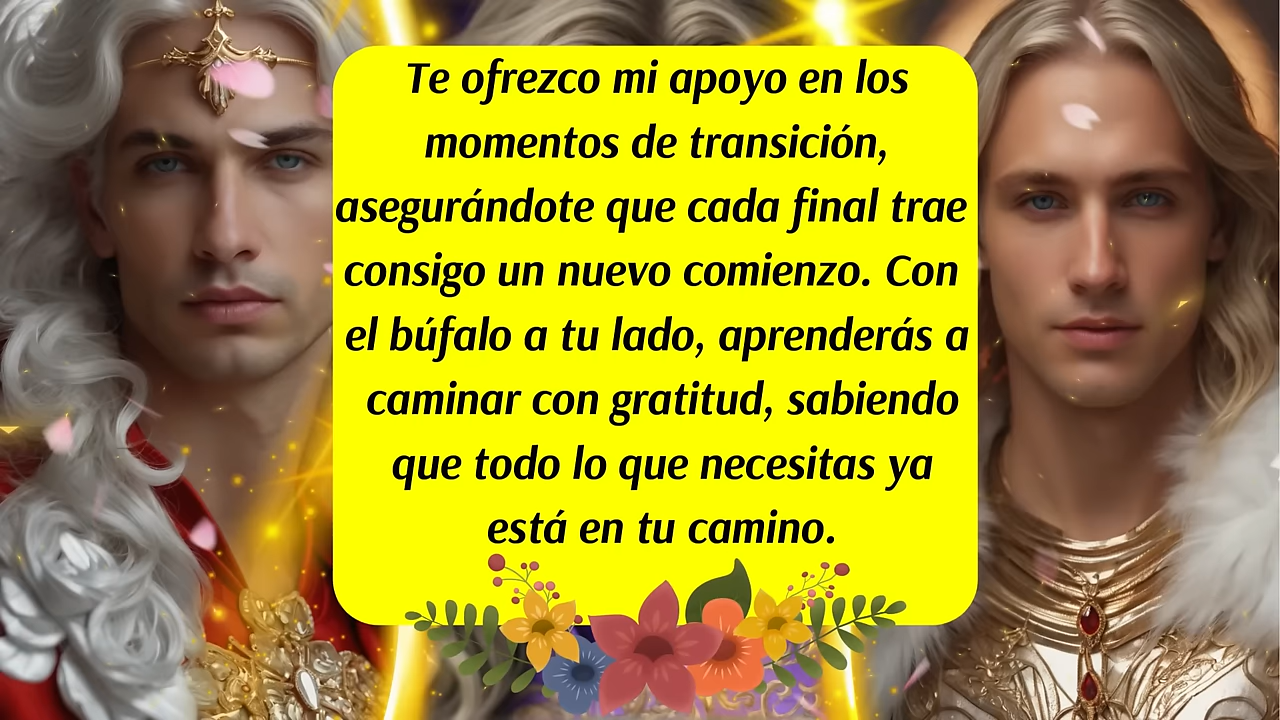 Te ofrezco mi apoyo en los
momentos de transición,
asegurándote que cada final trae
consigo un nuevo comienzo. Con
el búfalo a tu lado, aprenderás a
caminar con gratitud, sabiendo
que todo lo que necesitas ya
está en tu camino.